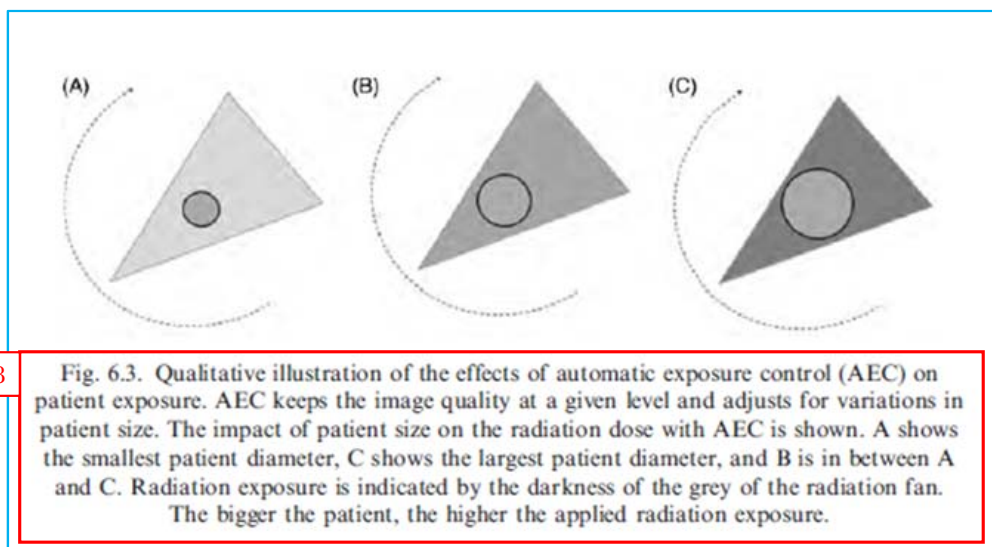 (A) (B) (C)
3
Fig. 6.3. Qualitative illustration of the effects of automatic exposure control (AEC) on
patient exposure. AEC keeps the image quality at a given level and adjusts for variations in
patient size. The impact of patient size on the radiation dose with AEC is shown. A shows
the smallest patient diameter, C shows the largest patient diameter, and B is in between A
and C. Radiation exposure is indicated by the darkness of the grey of the radiation fan.
The bigger the patient, the higher the applied radiation exposure.